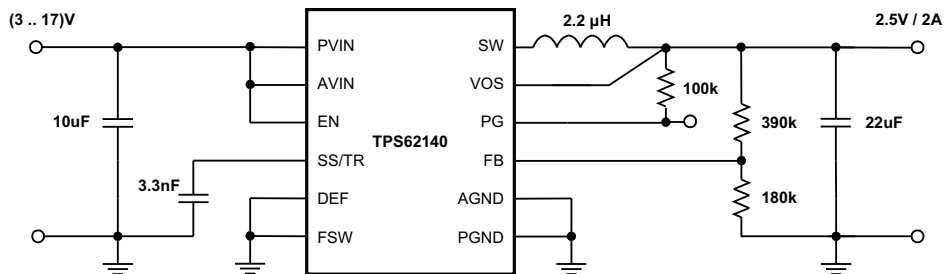 (3 .. 17)V
2.2 µH
2.5V / 2A
PVIN
SW
AVIN
VOS
100k
10uF
EN
PG
390k
22uF
TPS62140
SS/TR
FB
3.3nF
DEF
AGND
180k
FSW
PGND